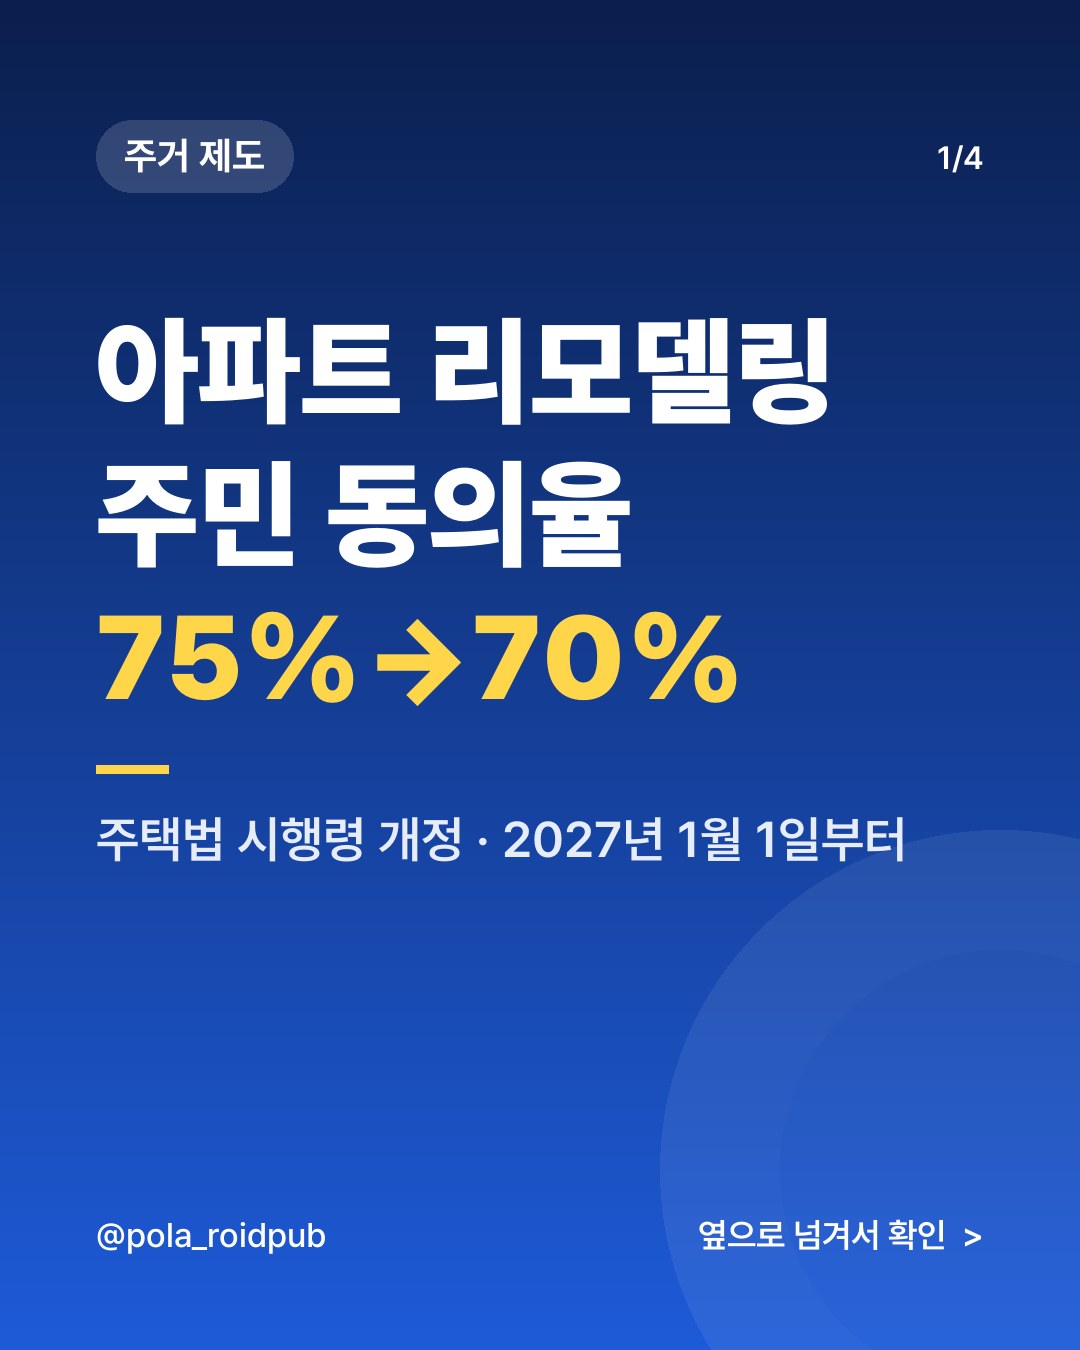 주거 제도
1/4
아파트 리모델링
주민 동의율
75%→70%
주택법 시행령 개정 · 2027년 1월 1일부터
@pola_roidpub
옆으로 넘겨서 확인 >